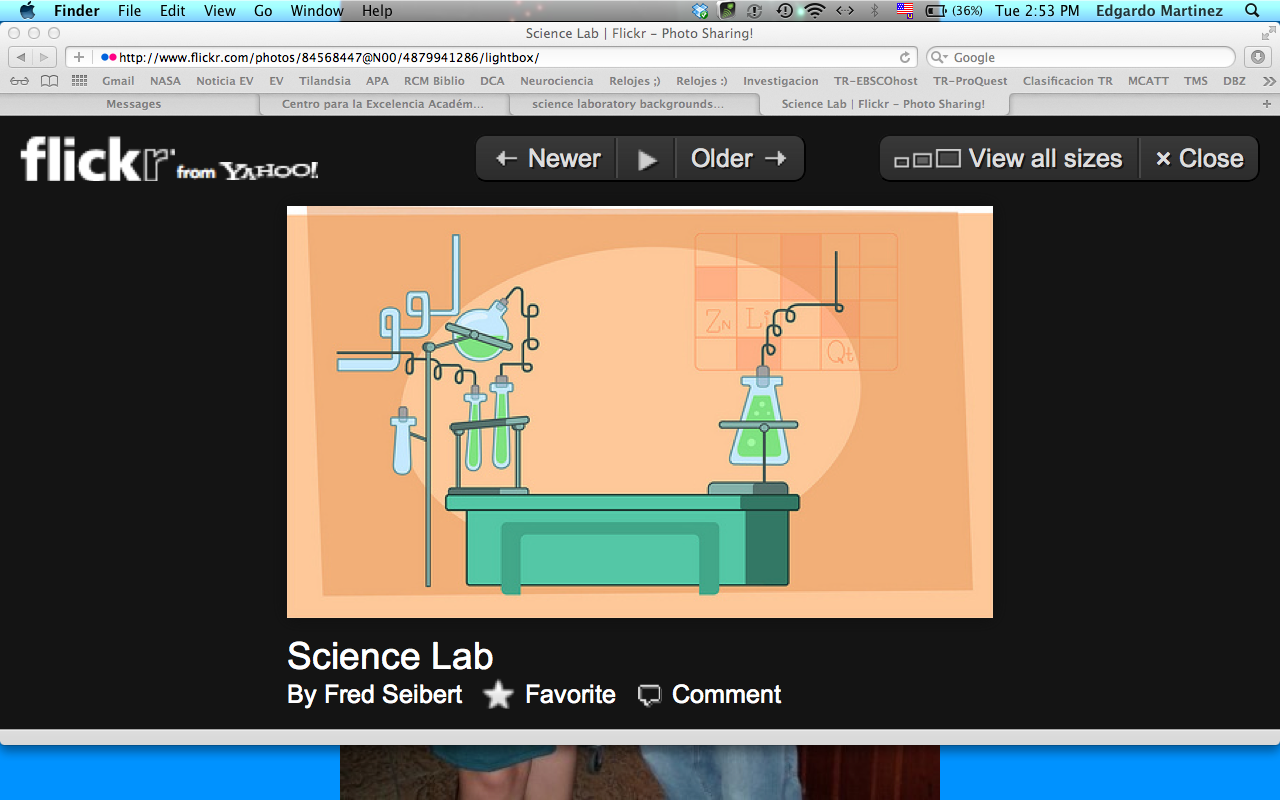 Finder File Edit View Go Window Help (36%) Tue 2:53 PM Edgardo Martinez
Science Lab | Flickr – Photo Sharing!
http://www.flickr.com/photos/84568447@N00/4879941286/lightbox/ Google
Gmail NASA Noticia EV EV Tilandsia APA RCM Biblio DCA Neurociencia Relojes ;) Relojes :) Investigacion TR-EBSCOhost TR-ProQuest Clasificacion TR MCATT TMS DBZ
Messages Centro para la Excelencia Académ... science laboratory backgrounds... Science Lab | Flickr – Photo Sharing!
flickr from YAHOO! ← Newer Older → View all sizes × Close
Zn Li
Qt
Science Lab
By Fred Seibert Favorite Comment